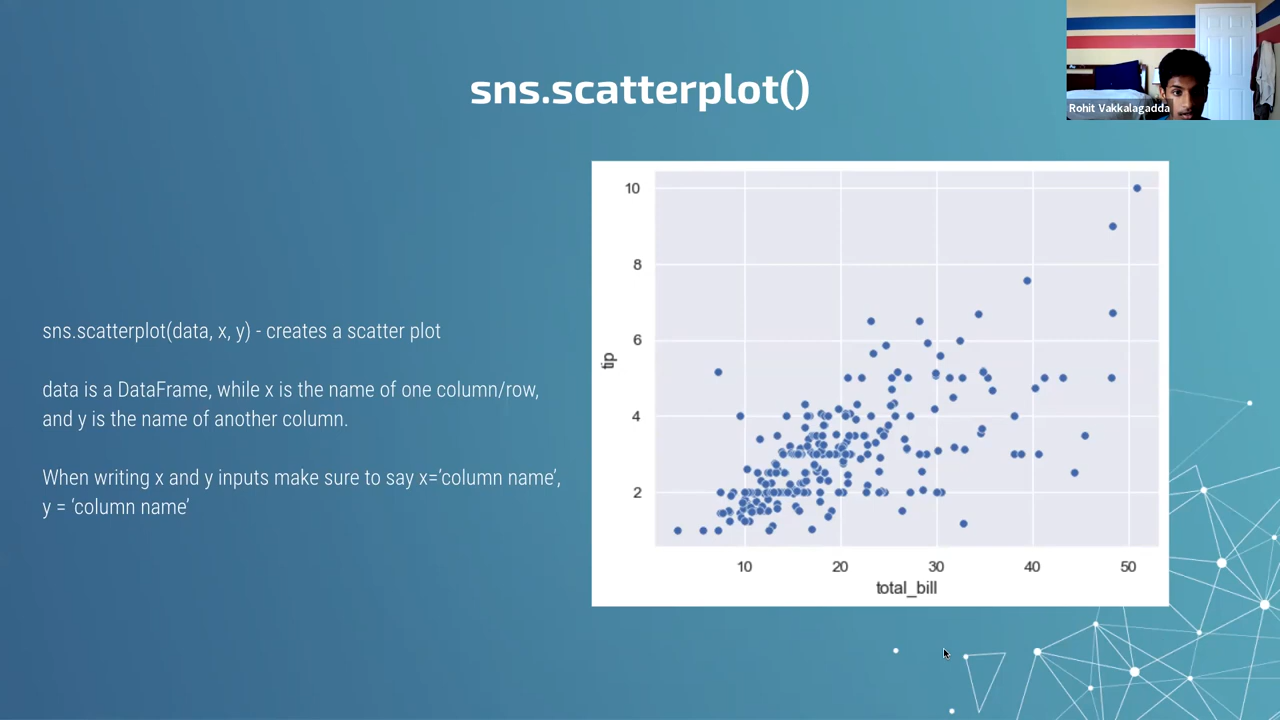 sns.scatterplot()
Rohit Vakkalagadda
sns.scatterplot(data, x, y) - creates a scatter plot
data is a DataFrame, while x is the name of one column/row,
and y is the name of another column.
When writing x and y inputs make sure to say x=‘column name’,
y = ‘column name’
10
8
6
4
2
tip
10 20 30 40 50
total_bill